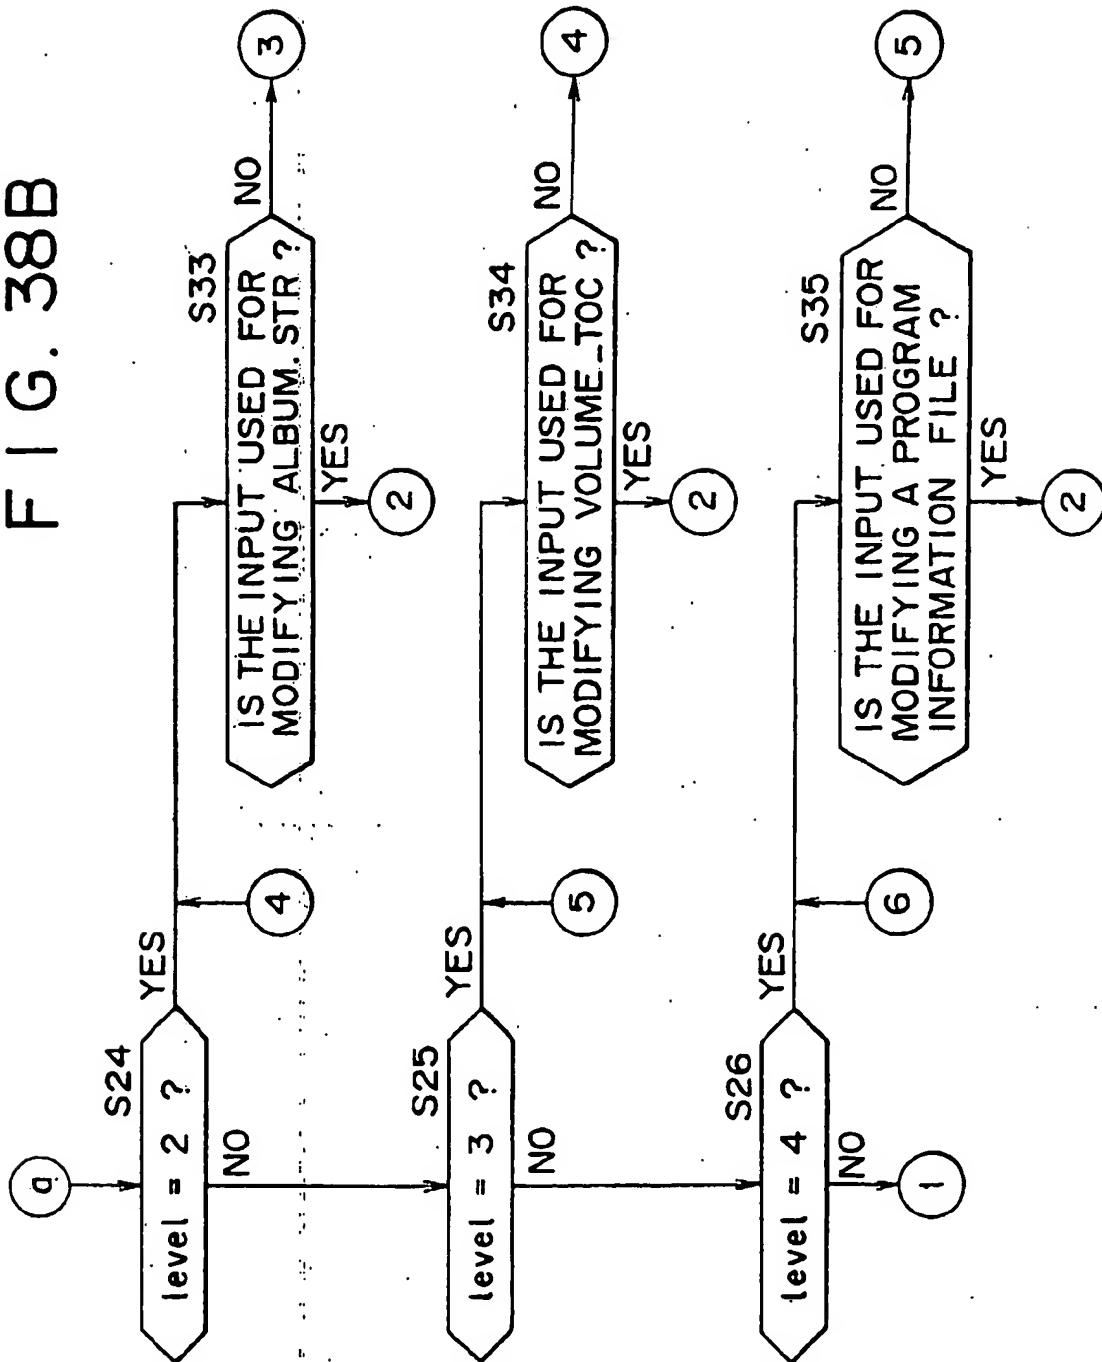 FIG. 38B
a
S24
level = 2 ?
YES
NO
4
S33
IS THE INPUT USED FOR
MODIFYING ALBUM.STR ?
NO
3
YES
2
S25
level = 3 ?
YES
NO
5
S34
IS THE INPUT USED FOR
MODIFYING VOLUME_TOC ?
NO
4
YES
2
S26
level = 4 ?
YES
NO
1
6
S35
IS THE INPUT USED FOR
MODIFYING A PROGRAM
INFORMATION FILE ?
NO
5
YES
2